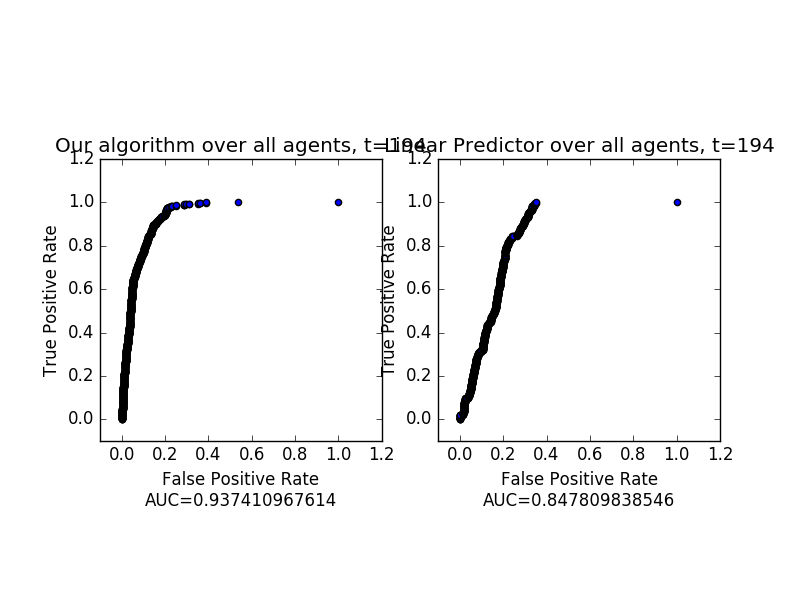 Our algorithm over all agents, t=194
Linear Predictor over all agents, t=194
1.2
1.0
0.8
0.6
0.4
0.2
0.0
True Positive Rate
0.0 0.2 0.4 0.6 0.8 1.0 1.2
False Positive Rate
AUC=0.937410967614
1.2
1.0
0.8
0.6
0.4
0.2
0.0
True Positive Rate
0.0 0.2 0.4 0.6 0.8 1.0 1.2
False Positive Rate
AUC=0.847809838546